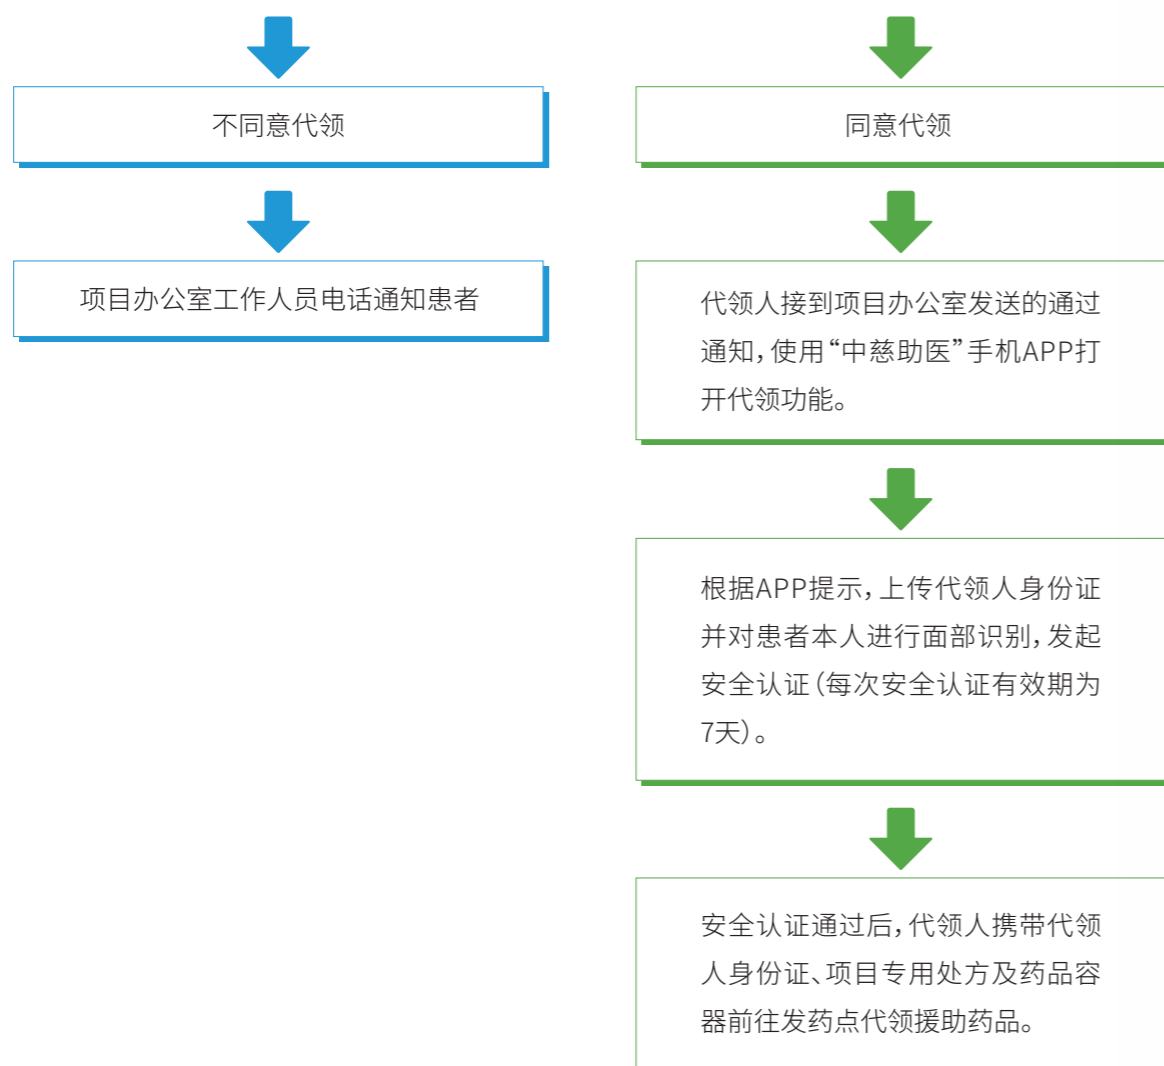 不同意代领
项目办公室工作人员电话通知患者
同意代领
代领人接到项目办公室发送的通过
通知，使用“中慈助医”手机APP打
开代领功能。
根据APP提示，上传代领人身份证
并对患者本人进行面部识别，发起
安全认证（每次安全认证有效期为
7天）。
安全认证通过后，代领人携带代领
人身份证、项目专用处方及药品容
器前往发药点代领援助药品。